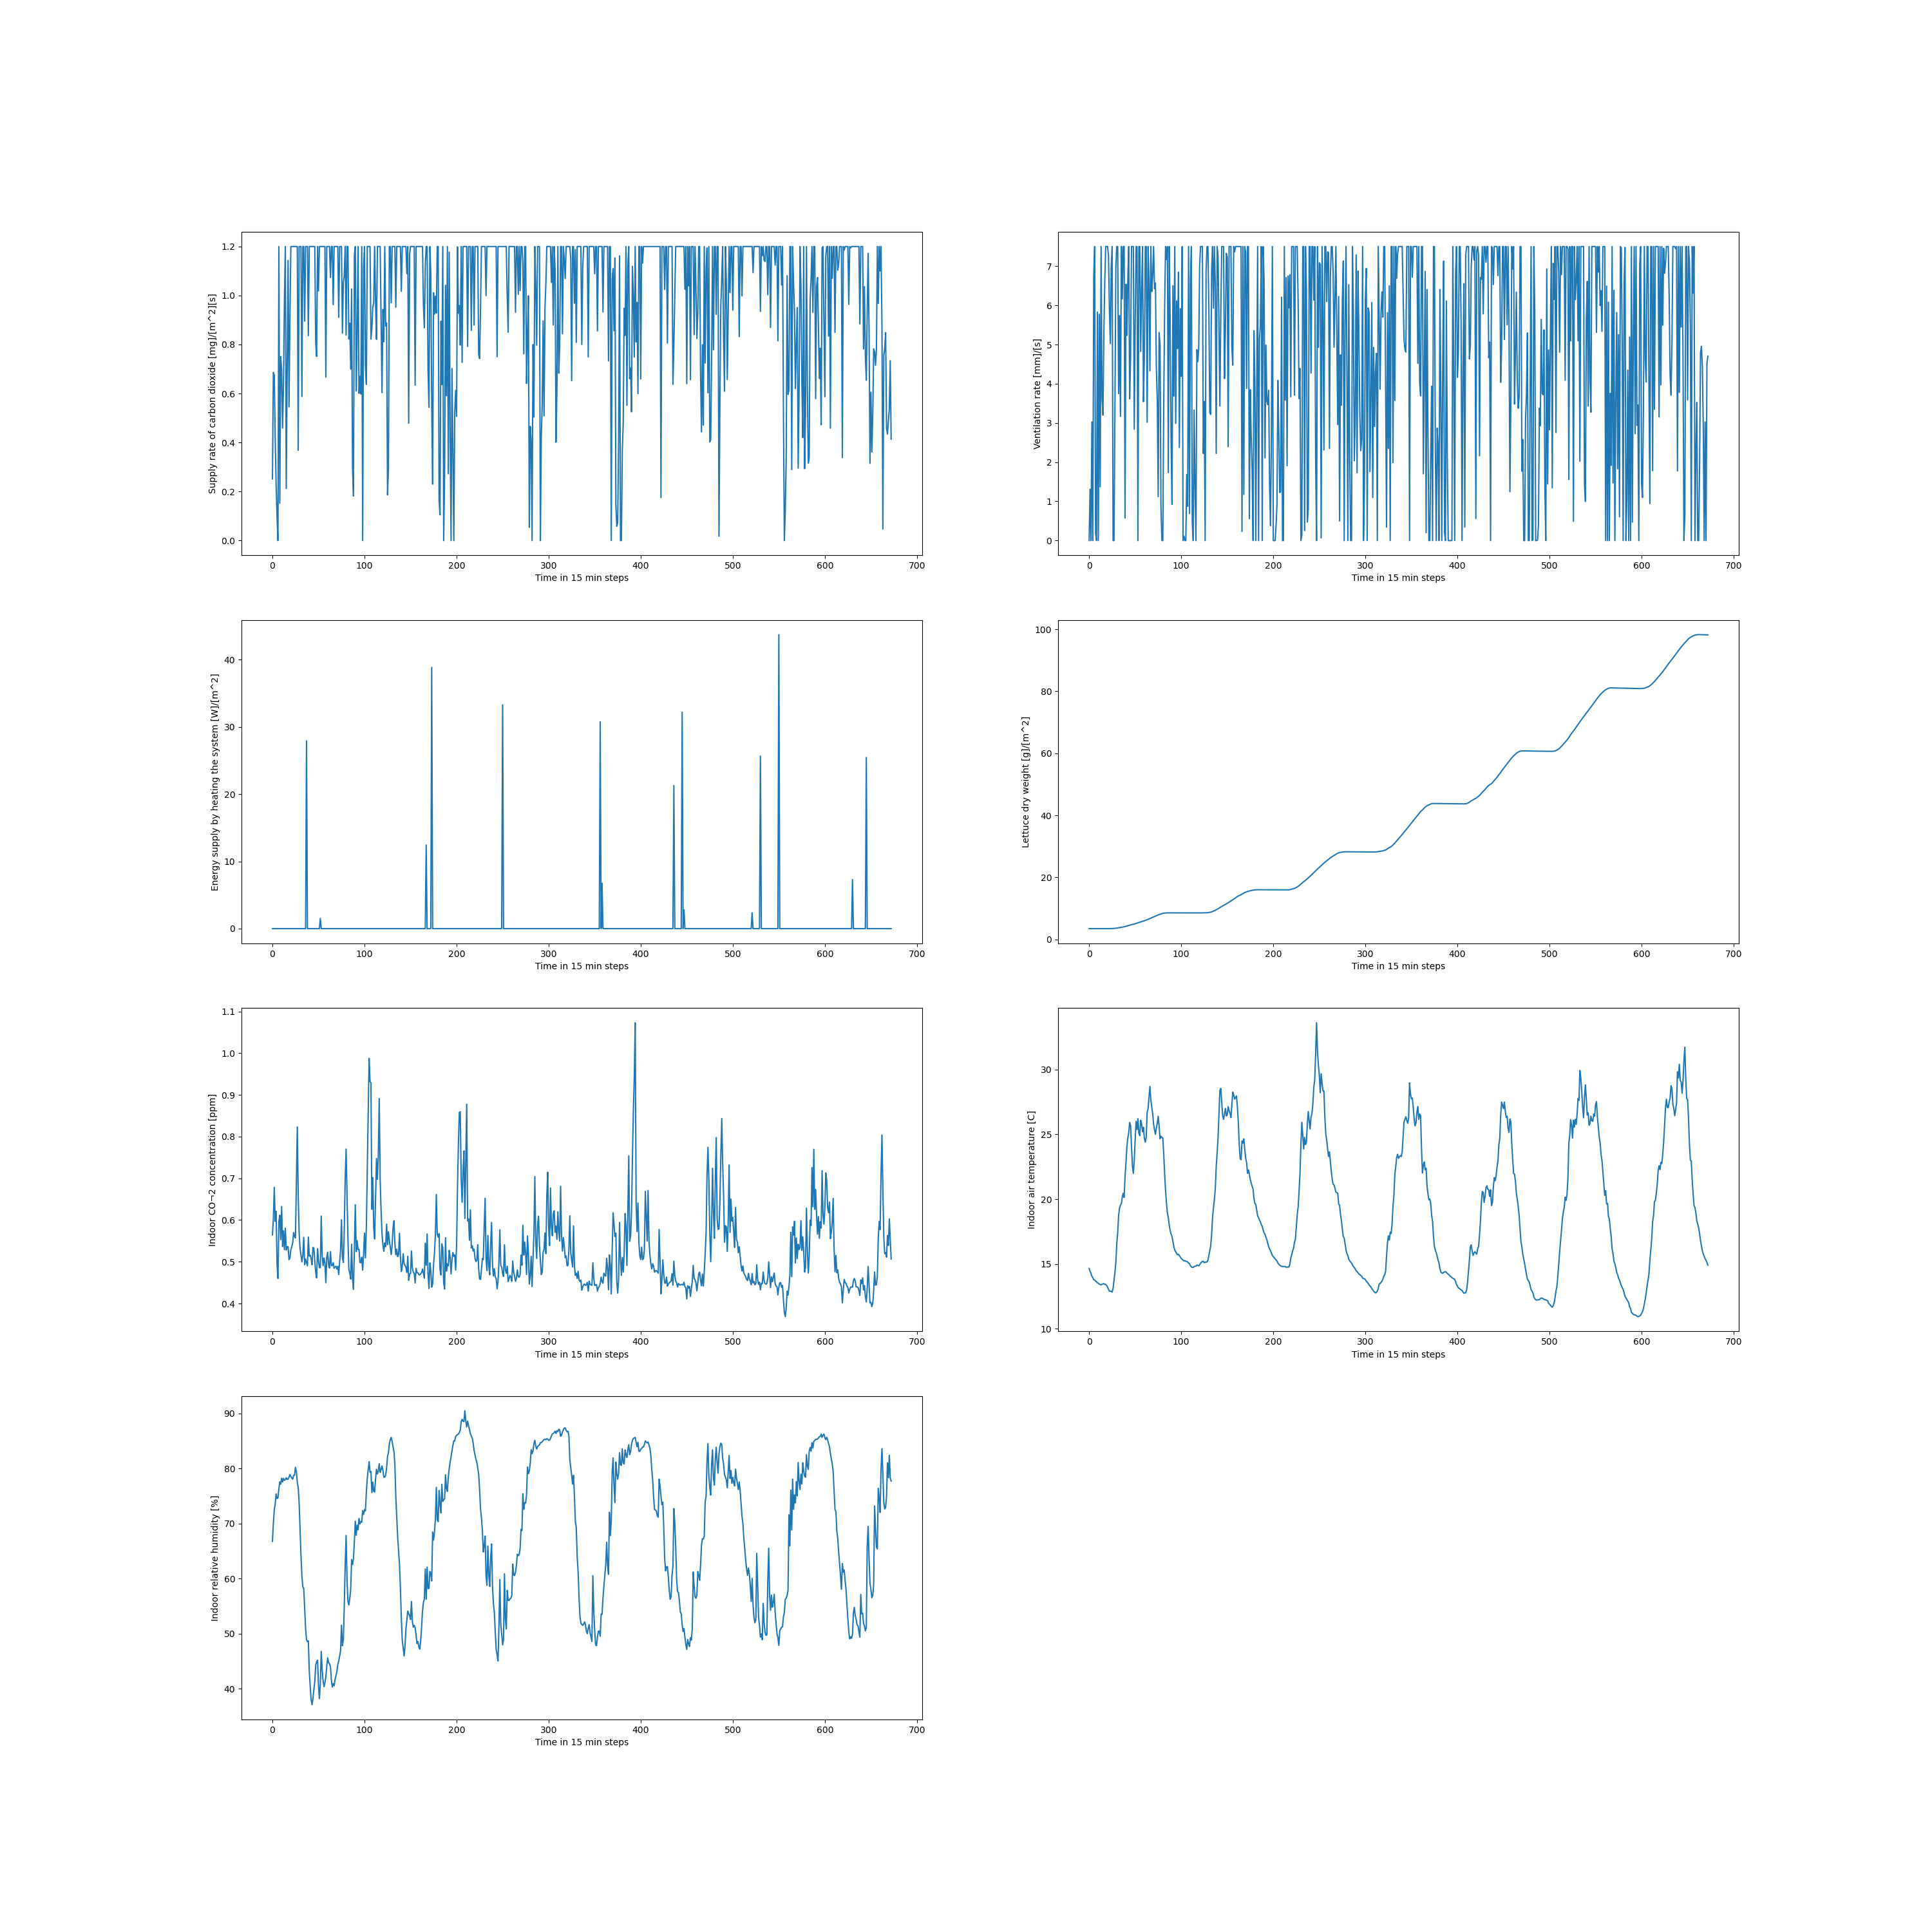 Supply rate of carbon dioxide [mg]/[m^2][s]
1.2
1.0
0.8
0.6
0.4
0.2
0.0
0 100 200 300 400 500 600 700
Time in 15 min steps
Ventilation rate [mm]/[s]
7
6
5
4
3
2
1
0
0 100 200 300 400 500 600 700
Time in 15 min steps
Energy supply by heating the system [W]/[m^2]
40
30
20
10
0
0 100 200 300 400 500 600 700
Time in 15 min steps
Lettuce dry weight [g]/[m^2]
100
80
60
40
20
0
0 100 200 300 400 500 600 700
Time in 15 min steps
Indoor CO¬2 concentration [ppm]
1.1
1.0
0.9
0.8
0.7
0.6
0.5
0.4
0 100 200 300 400 500 600 700
Time in 15 min steps
Indoor air temperature [C]
30
25
20
15
10
0 100 200 300 400 500 600 700
Time in 15 min steps
Indoor relative humidity [%]
90
80
70
60
50
40
0 100 200 300 400 500 600 700
Time in 15 min steps